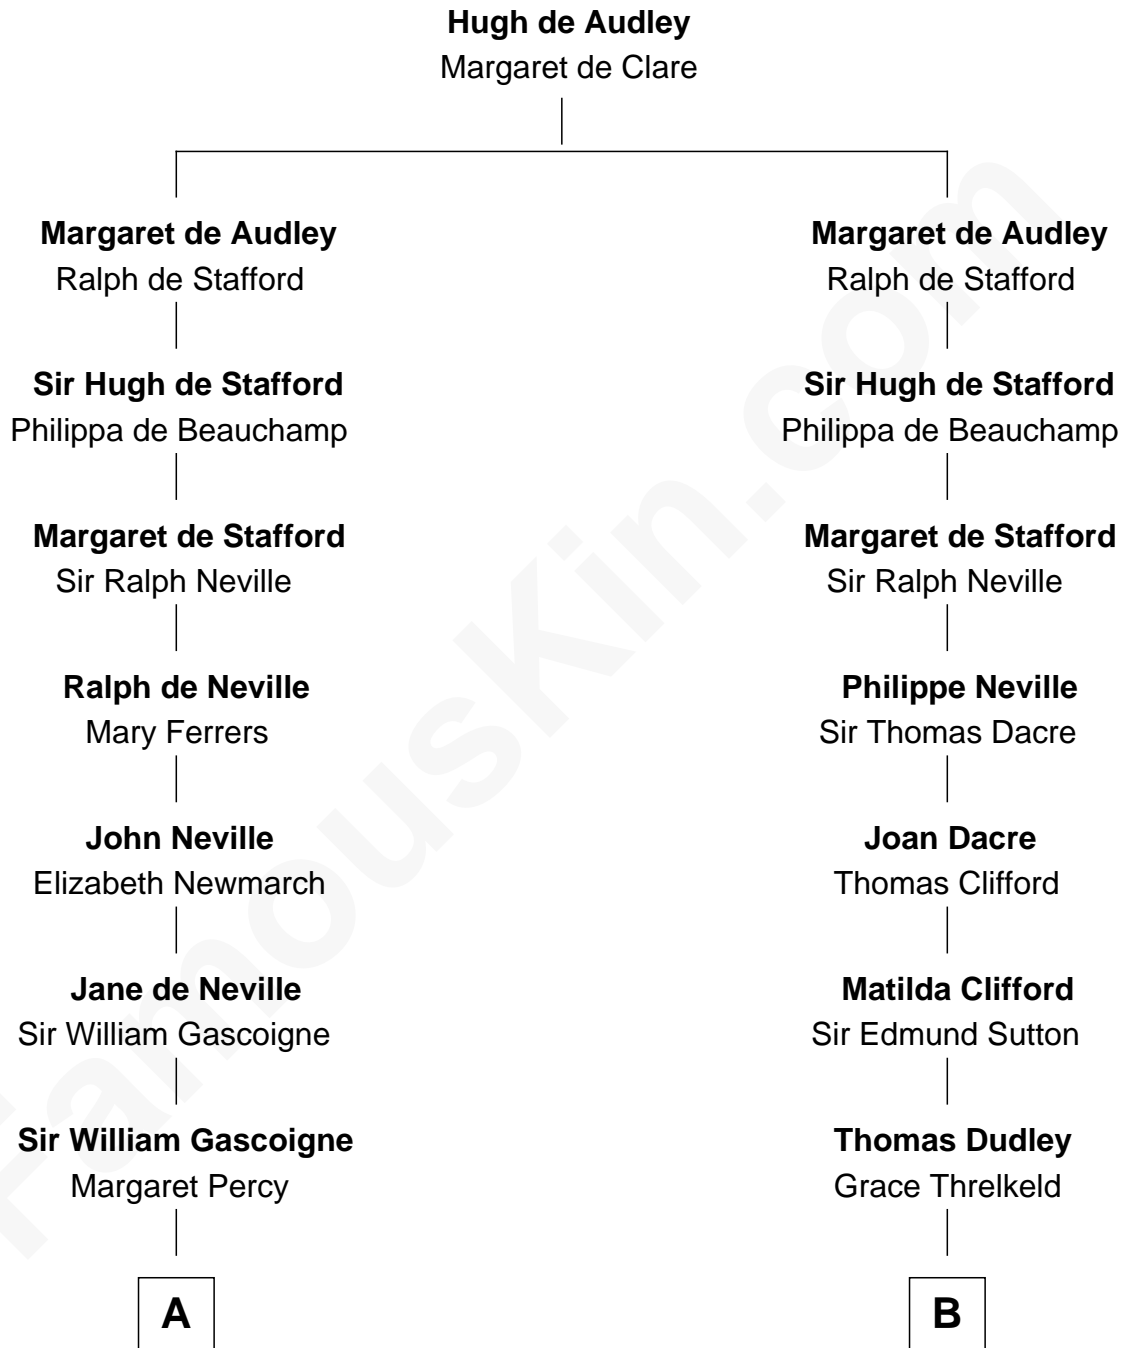 Hugh de Audley
Margaret de Clare
Margaret de Audley
Ralph de Stafford
Sir Hugh de Stafford
Philippa de Beauchamp
Margaret de Stafford
Sir Ralph Neville
Ralph de Neville
Mary Ferrers
John Neville
Elizabeth Newmarch
Jane de Neville
Sir William Gascoigne
Sir William Gascoigne
Margaret Percy
A
Margaret de Audley
Ralph de Stafford
Sir Hugh de Stafford
Philippa de Beauchamp
Margaret de Stafford
Sir Ralph Neville
Philippe Neville
Sir Thomas Dacre
Joan Dacre
Thomas Clifford
Matilda Clifford
Sir Edmund Sutton
Thomas Dudley
Grace Threlkeld
B
FamousKin.com